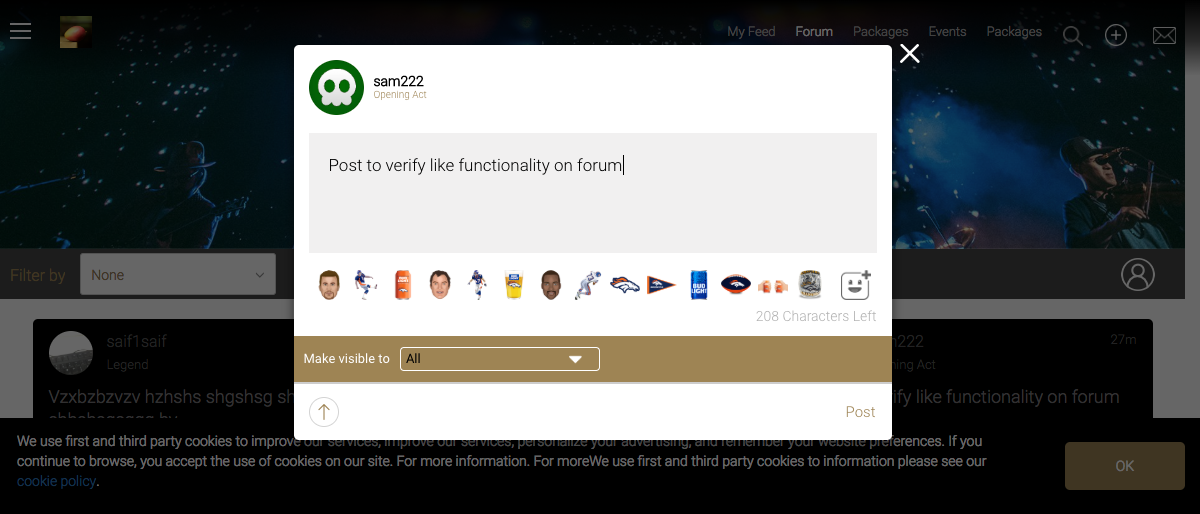 My Feed Forum Packages Events Packages
sam222
Opening Act
Post to verify like functionality on forum
Filter by None
BUD LIGHT
208 Characters Left
saif1saif
Legend
222 27m
ning Act
Make visible to All
Vzxbzbzvzv hzhshs shgshsg sh
ify like functionality on forum
Post
We use first and third party cookies to improve our services, improve our services, personalize your advertising, and remember your website preferences. If you
continue to browse, you accept the use of cookies on our site. For more information. For moreWe use first and third party cookies to information please see our
cookie policy.
OK